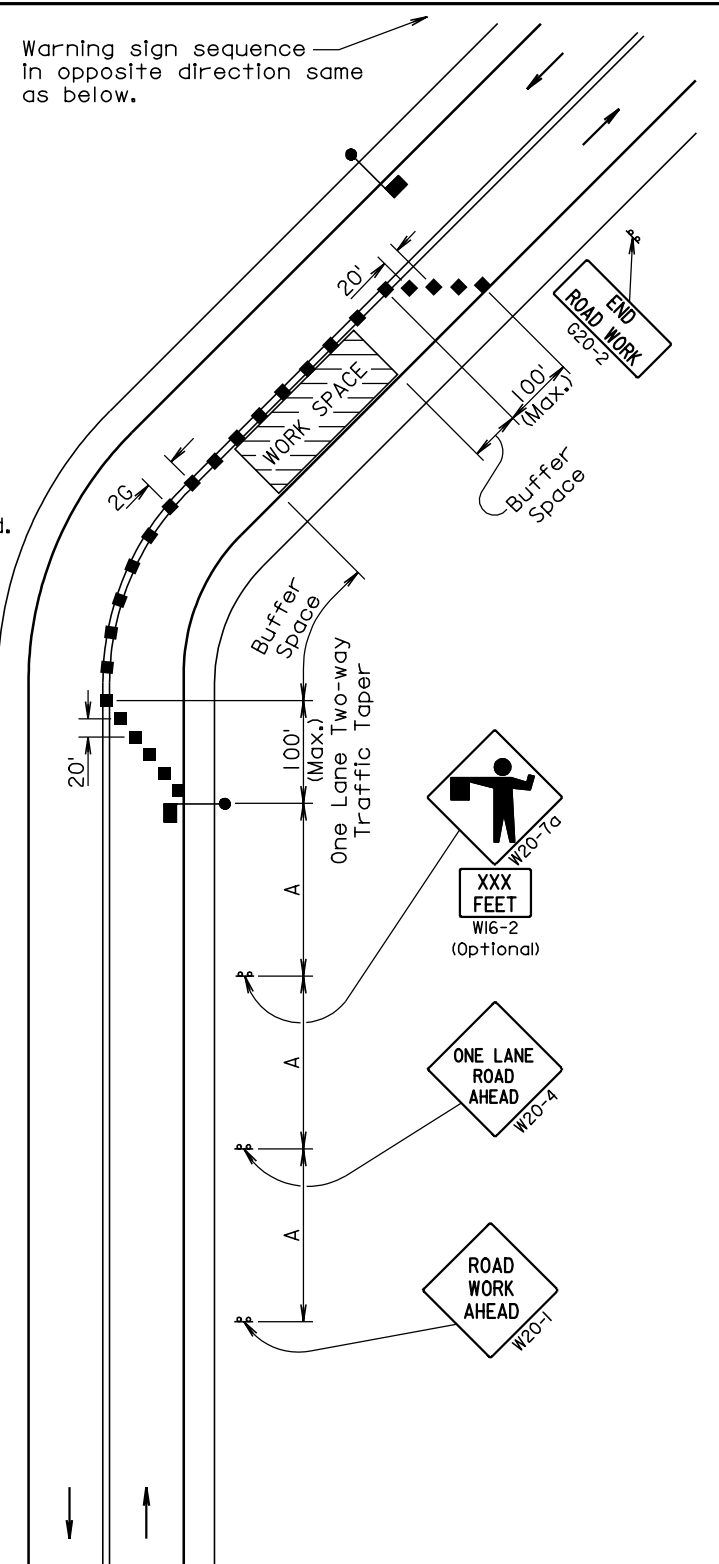 Warning sign sequence
in opposite direction same
as below.
20'
END
ROAD WORK
G20-2
100'
(Max.)
WORK SPACE
Buffer
Space
2G
d.
Buffer
Space
20'
100'
(Max.)
One Lane Two-way
Traffic Taper
W20-7a
XXX
FEET
W16-2
(Optional)
A
A
ONE LANE
ROAD
AHEAD
W20-4
A
ROAD
WORK
AHEAD
W20-1